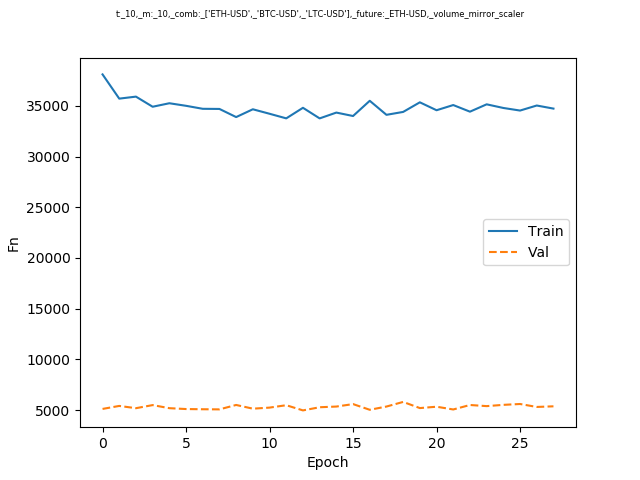 t:_10,_m:_10,_comb:_['ETH-USD',_'BTC-USD',_'LTC-USD'],_future:_ETH-USD,_volume_mirror_scaler
35000
30000
25000
20000
15000
10000
5000
Fn
Train
Val
0 5 10 15 20 25
Epoch